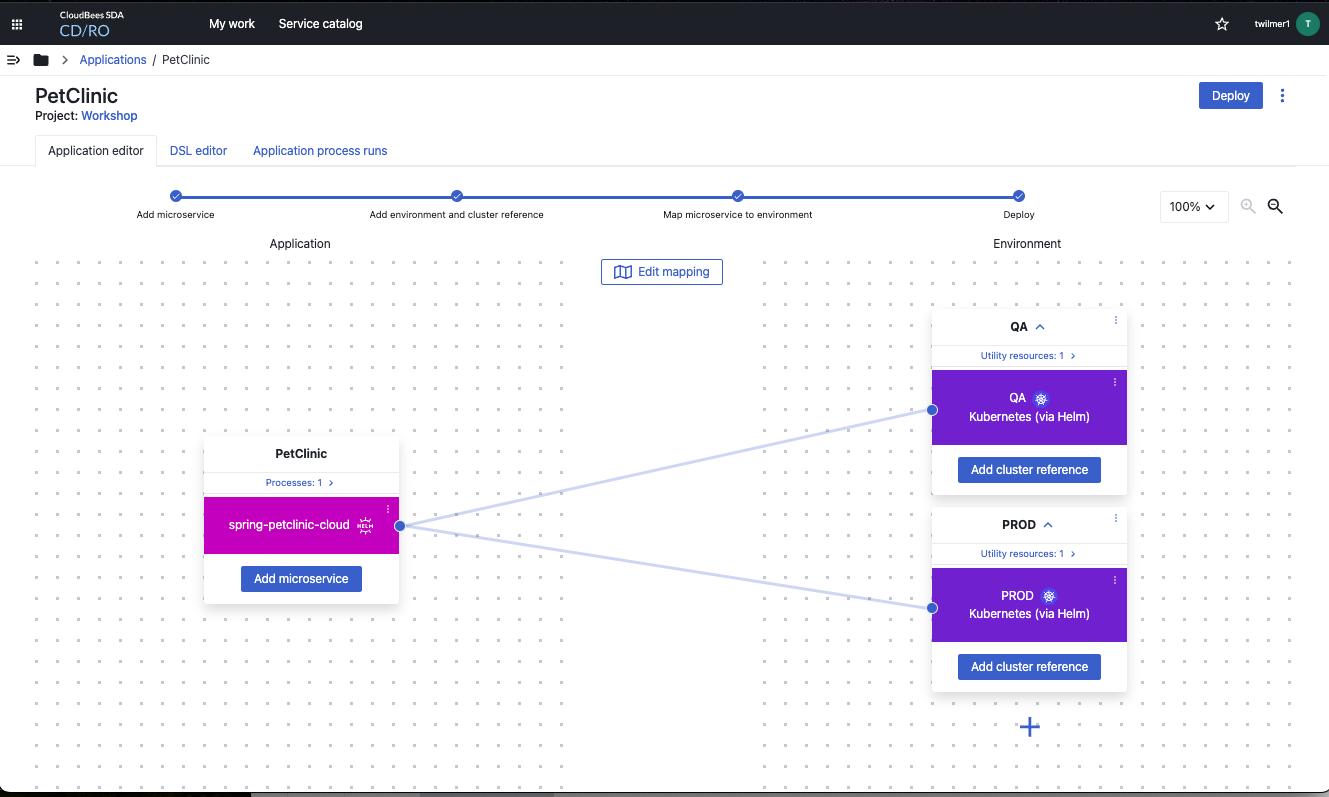 CloudBees SDA
CD/RO
My work
Service catalog
twilmer1
T
Applications / PetClinic
PetClinic
Deploy
Project: Workshop
Application editor
DSL editor
Application process runs
Add microservice
Add environment and cluster reference
Map microservice to environment
Deploy
100%
Application
Environment
Edit mapping
QA
Utility resources: 1
QA
Kubernetes (via Helm)
Add cluster reference
PetClinic
Processes: 1
spring-petclinic-cloud
HELM
Add microservice
PROD
Utility resources: 1
PROD
Kubernetes (via Helm)
Add cluster reference